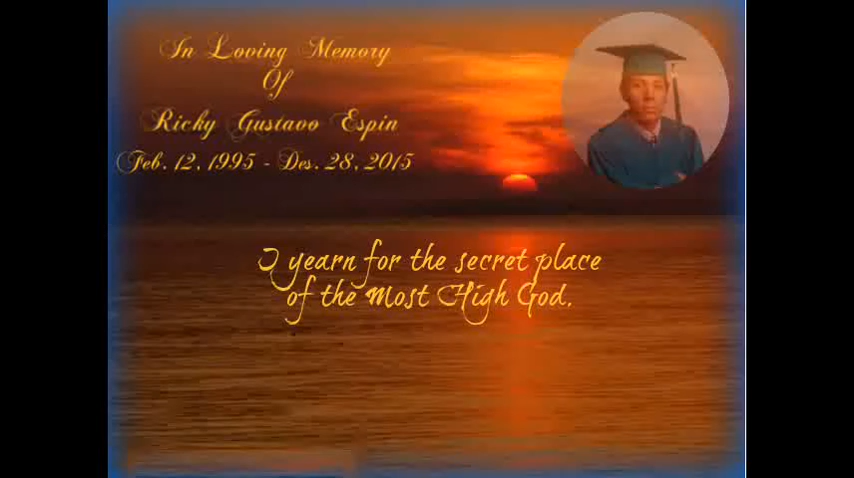 In Loving Memory
Of
Ricky Gustavo Espin
Feb. 12, 1995 - Des. 28, 2015
I yearn for the secret place
of the Most High God.